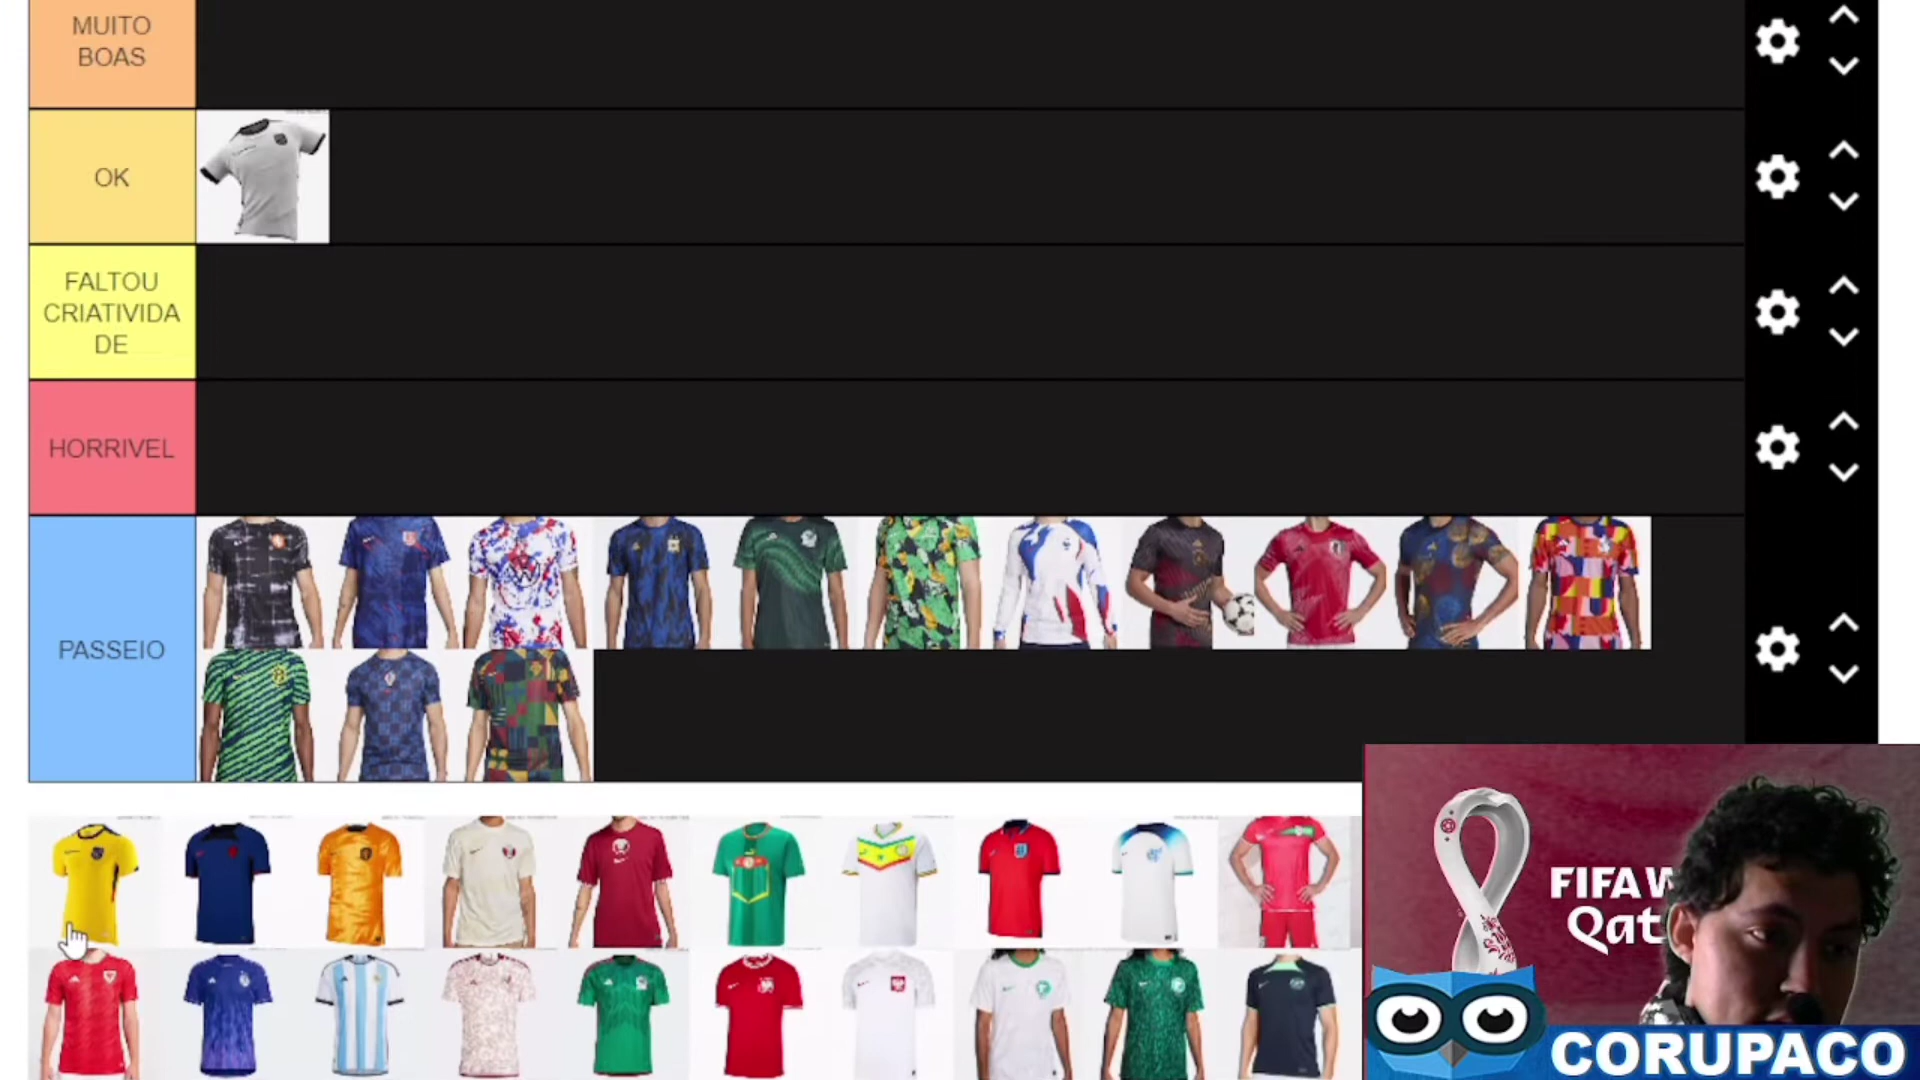 MUITO
BOAS
OK
FALTOU
CRIATIVIDA
DE
HORRIVEL
PASSEIO
FIFA W
Qat
CORUPACO